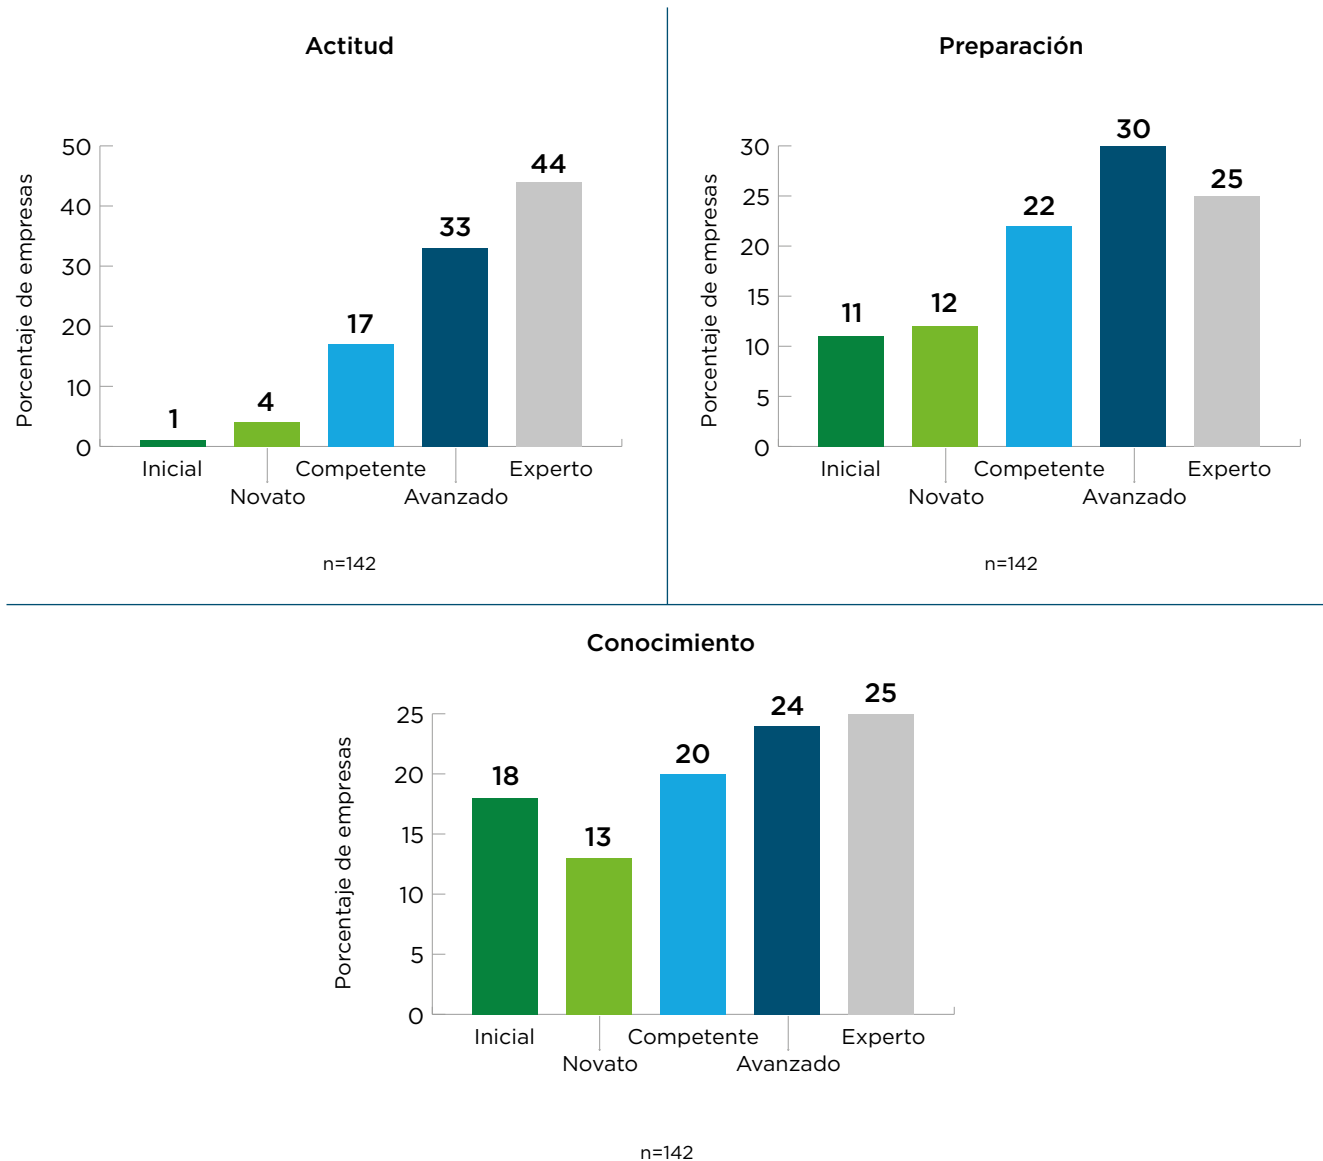 Actitud
Porcentaje de empresas
50
40
30
20
10
0
1
4
17
33
44
Inicial
Novato
Competente
Avanzado
Experto
n=142
Preparación
Porcentaje de empresas
30
25
20
15
10
5
0
11
12
22
30
25
Inicial
Novato
Competente
Avanzado
Experto
n=142
Conocimiento
Porcentaje de empresas
25
20
15
10
5
0
18
13
20
24
25
Inicial
Novato
Competente
Avanzado
Experto
n=142